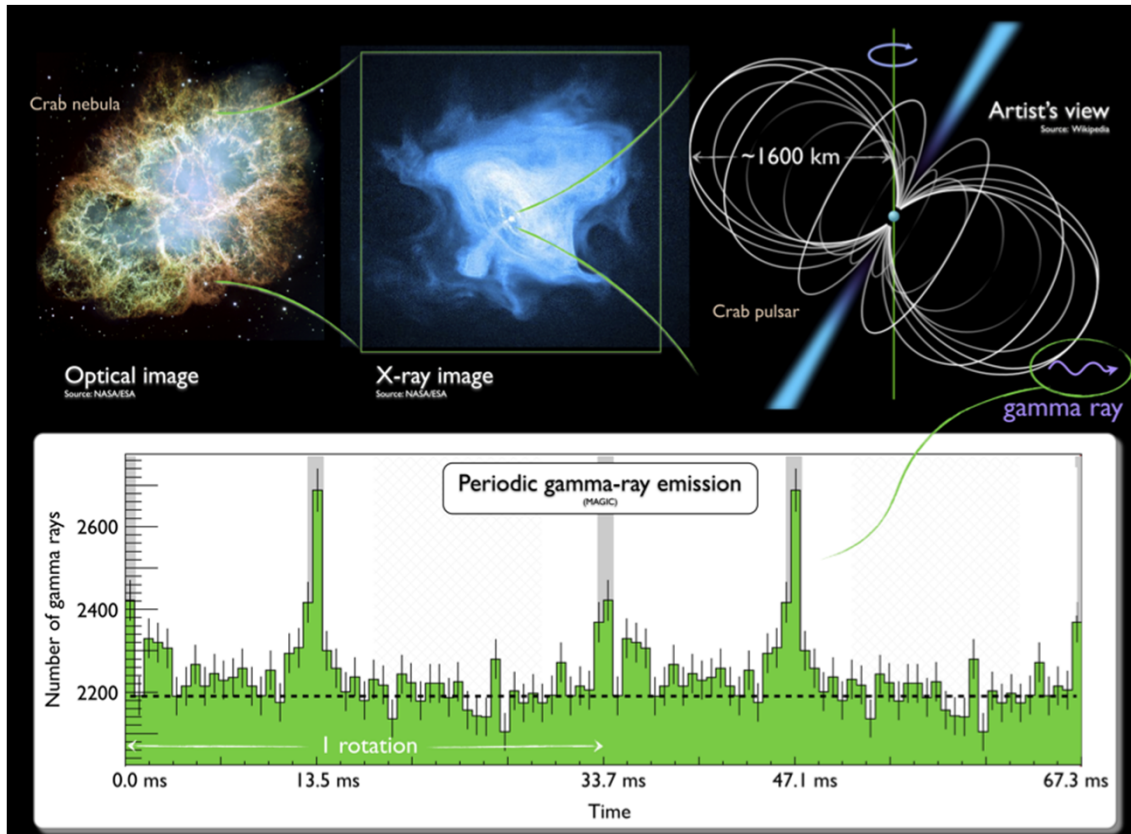 Crab nebula
Optical image
Source: NASA/ESA
X-ray image
Source: NASA/ESA
Artist's view
Source: Wikipedia
~1600 km
Crab pulsar
gamma ray
Periodic gamma-ray emission
(MAGIC)
Number of gamma rays
2600
2400
2200
1 rotation
0.0 ms
13.5 ms
33.7 ms
47.1 ms
67.3 ms
Time